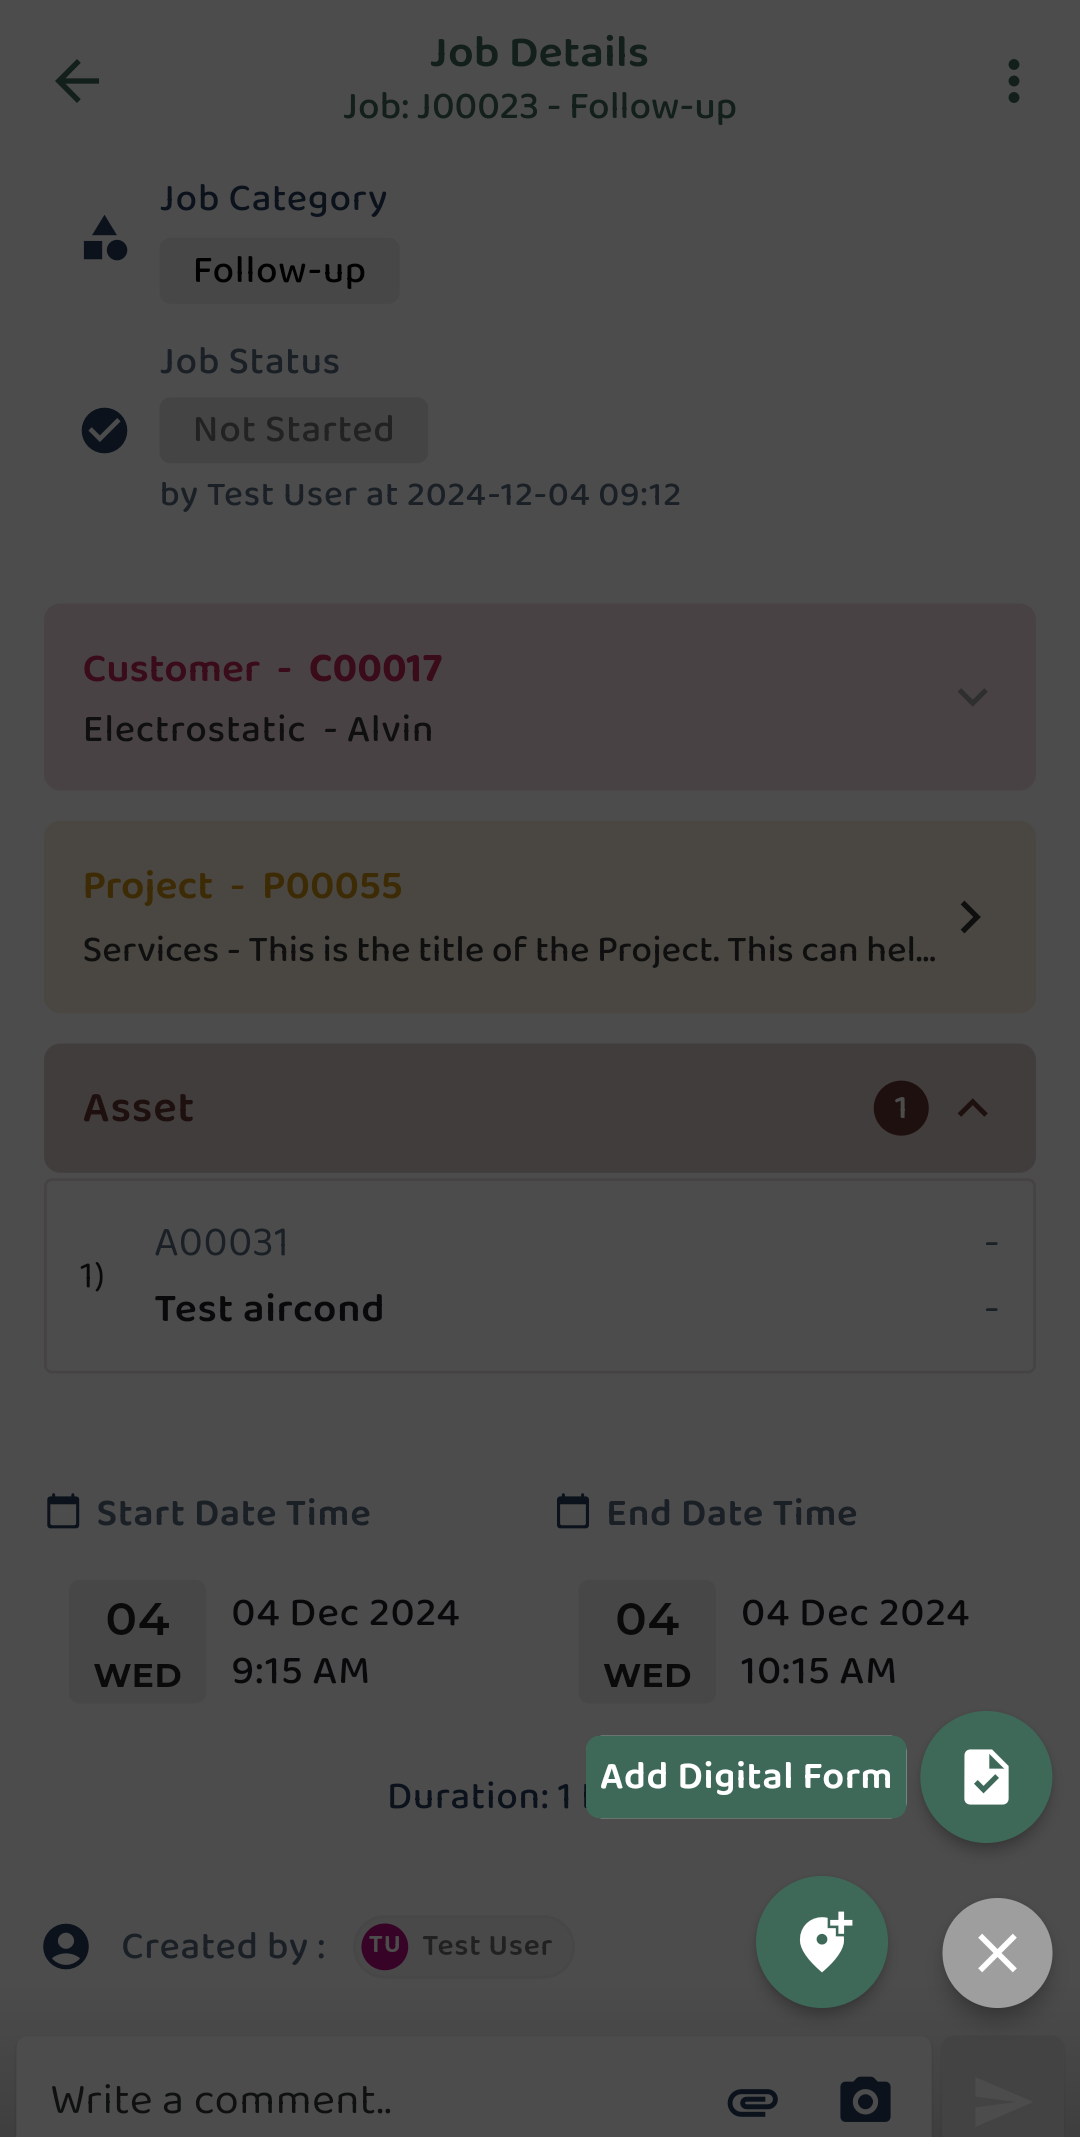 Job Details
Job: J00023 - Follow-up
Job Category
Follow-up
Job Status
Not Started
by Test User at 2024-12-04 09:12
Customer - C00017
Electrostatic - Alvin
Project - P00055
Services - This is the title of the Project. This can hel...
Asset
1
A00031 -
1)
Test aircond -
Start Date Time
End Date Time
04
WED
04 Dec 2024
9:15 AM
04
WED
04 Dec 2024
10:15 AM
Duration: 1
Add Digital Form
Created by :
TU
Test User
Write a comment..